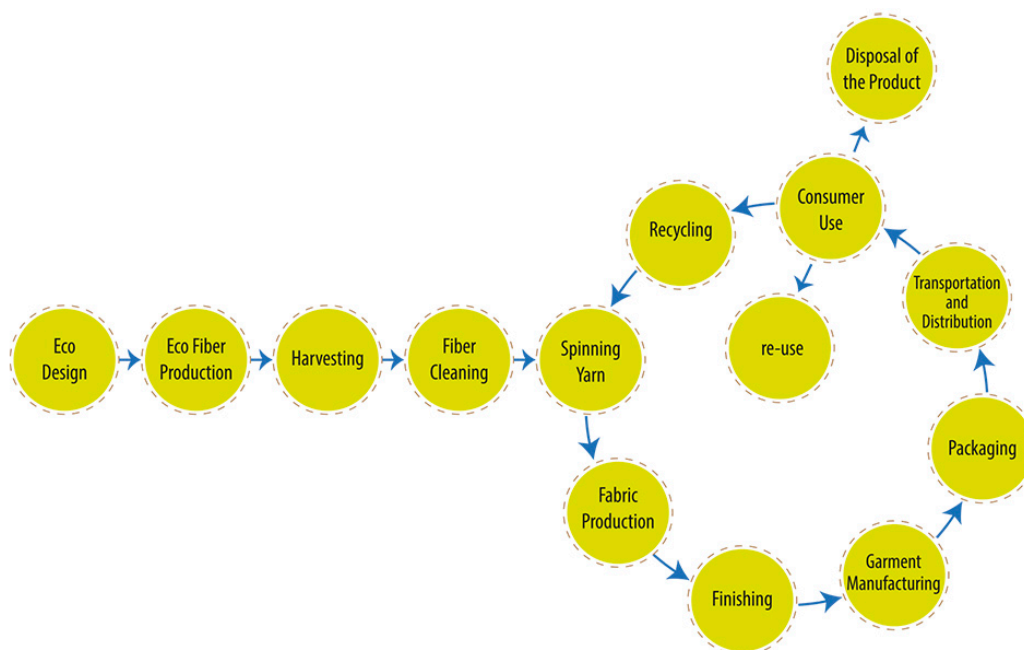 Eco
Design
Eco Fiber
Production
Harvesting
Fiber
Cleaning
Spinning
Yarn
Fabric
Production
Finishing
Garment
Manufacturing
Packaging
Transportation
and
Distribution
Consumer
Use
Disposal of
the Product
Recycling
re-use